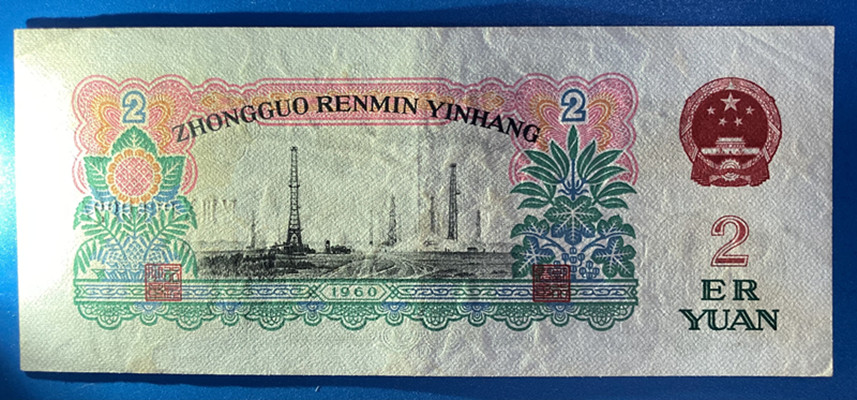 2
2
ZHONGGUO RENMIN YINHANG
1960
2
ER
YUAN